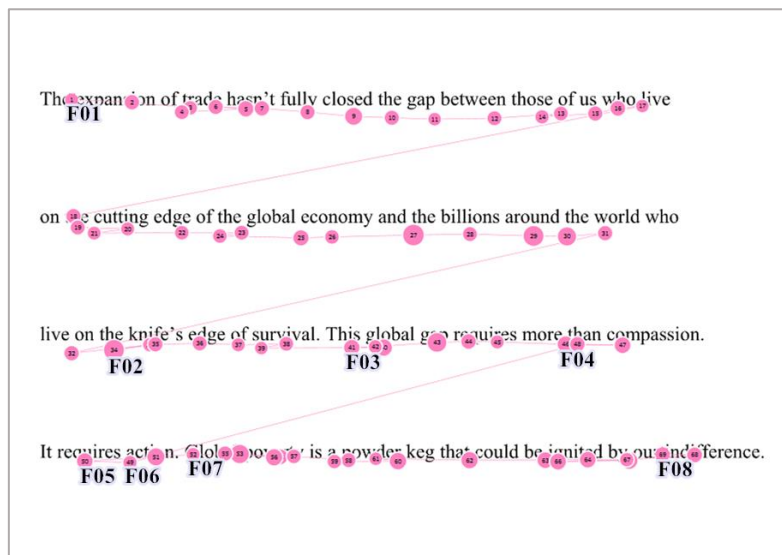 The expansion of trade hasn't fully closed the gap between those of us who live
F01
on the cutting edge of the global economy and the billions around the world who
live on the knife's edge of survival. This global gap requires more than compassion.
F02 F03 F04
It requires action. Global poverty is a powder keg that could be ignited by our indifference.
F05 F06 F07 F08